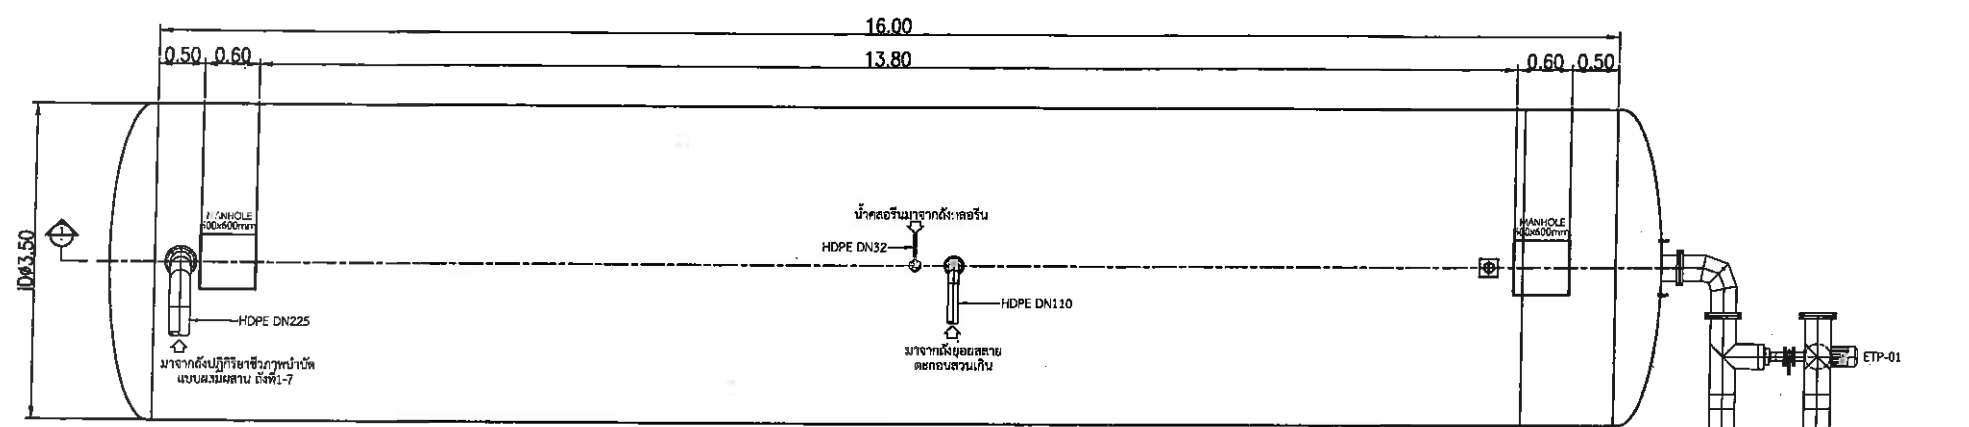 16.00
0.50 0.60 13.80 0.60 0.50
IDø3.50
1
MANHOLE
600x600mm
น้ำคลอรีนมาจากถังคลอรีน
HDPE DN32
MANHOLE
600x600mm
HDPE DN110
HDPE DN225
มาจากถังปฏิกิริยาชีวภาพบำบัด
แบบผสมผสาน ถังที่1-7
มาจากถังย่อยสลาย
ตะกอนส่วนเกิน
ETP-01